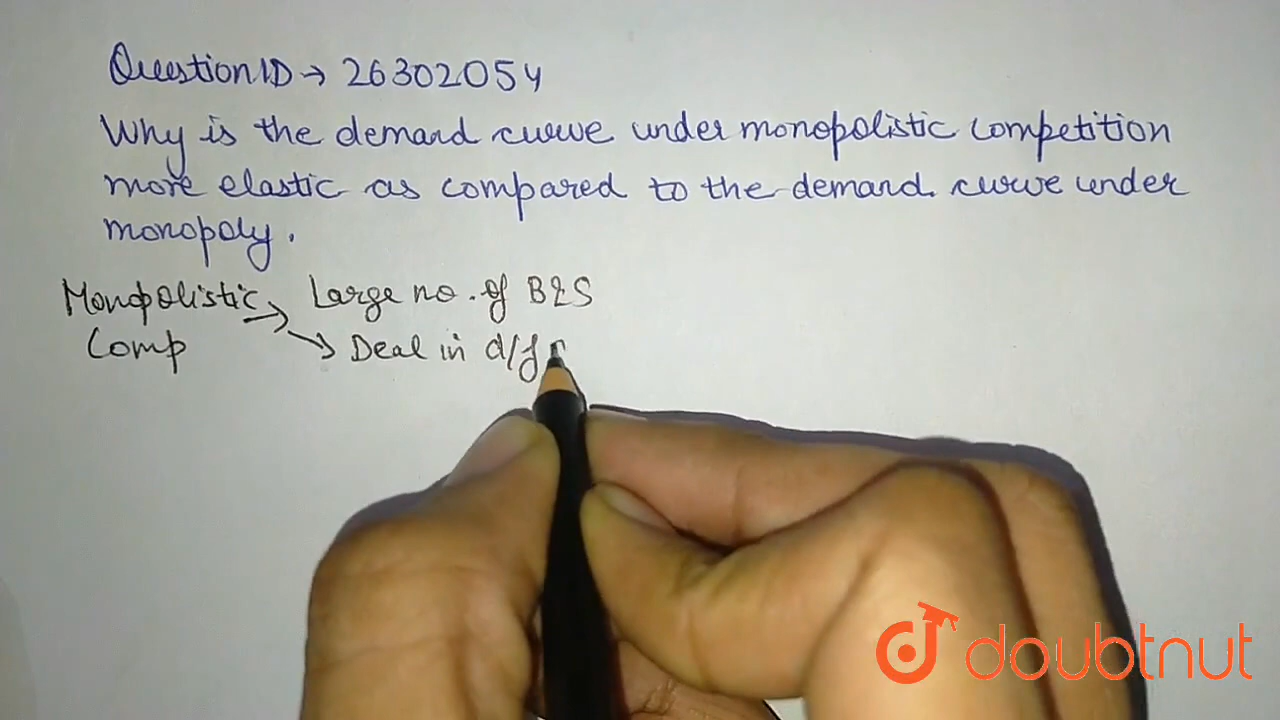 Question ID → 26302054
Why is the demand curve under monopolistic competition
more elastic as compared to the demand curve under
monopoly.
Monopolistic → Large no. of B&S
Comp → Deal in d/f
doubtnut